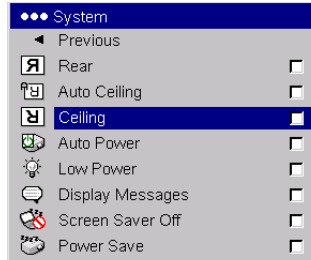 ••• System
◄ Previous
Rear
Auto Ceiling
Ceiling
Auto Power
Low Power
Display Messages
Screen Saver Off
Power Save